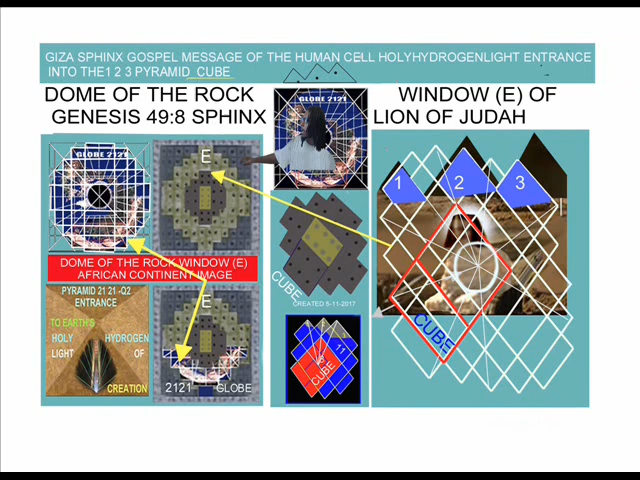 GIZA SPHINX GOSPEL MESSAGE OF THE HUMAN CELL HOLYHYDROGENLIGHT ENTRANCE
INTO THE1 2 3 PYRAMID CUBE
DOME OF THE ROCK
GENESIS 49:8 SPHINX
WINDOW (E) OF
LION OF JUDAH
GLOBE 2121
GLOBE 2121
E
DOME OF THE ROCK WINDOW (E)
AFRICAN CONTINENT IMAGE
PYRAMID 21 21 -Q2
ENTRANCE
TO EARTH'S
HOLY HYDROGEN
LIGHT OF
CREATION
E
2121 GLOBE
CUBE
CREATED 5-11-2017
11
CUBE
1 2 3
CUBE